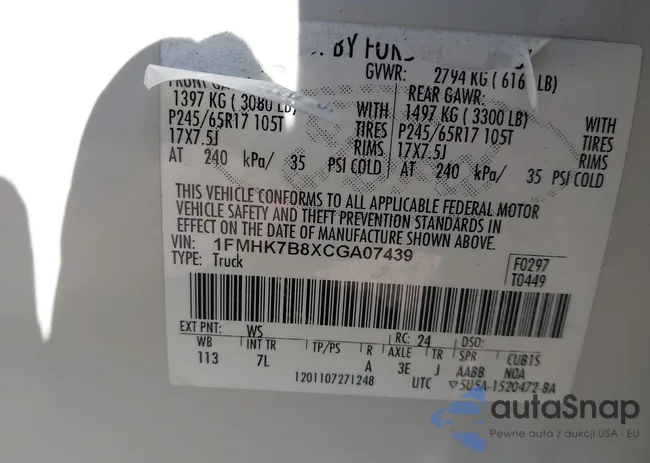 BY FORD
GVWR: 2794 KG ( 616 LB)
FRONT GAWR: REAR GAWR:
1397 KG ( 3080 LB) WITH 1497 KG ( 3300 LB) WITH
P245/65R17 105T TIRES P245/65R17 105T TIRES
17X7.5J RIMS 17X7.5J RIMS
AT 240 kPa/ 35 PSI COLD AT 240 kPa/ 35 PSI COLD
THIS VEHICLE CONFORMS TO ALL APPLICABLE FEDERAL MOTOR
VEHICLE SAFETY AND THEFT PREVENTION STANDARDS IN
EFFECT ON THE DATE OF MANUFACTURE SHOWN ABOVE.
VIN: 1FMHK7B8XCGA07439
TYPE: Truck
F0297
T0449
EXT PNT: WS RC: 24 DSO:
WB INT TR TP/PS R AXLE TR SPR CUBIS
113 7L A 3E J AABB NOA
1201107271248 UTC 5U5A-1520472-BA
autaSnap
Pewne auta z aukcji USA i EU